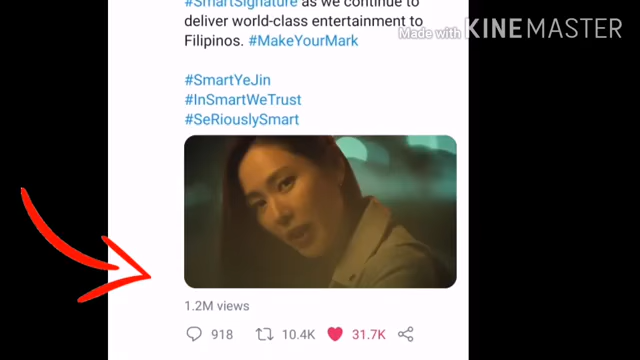 #SmartSignature as we continue to
deliver world-class entertainment to
Filipinos. #MakeYourMark
Made with KINEMASTER
#SmartYeJin
#InSmartWeTrust
#SeRiouslySmart
1.2M views
918 10.4K 31.7K